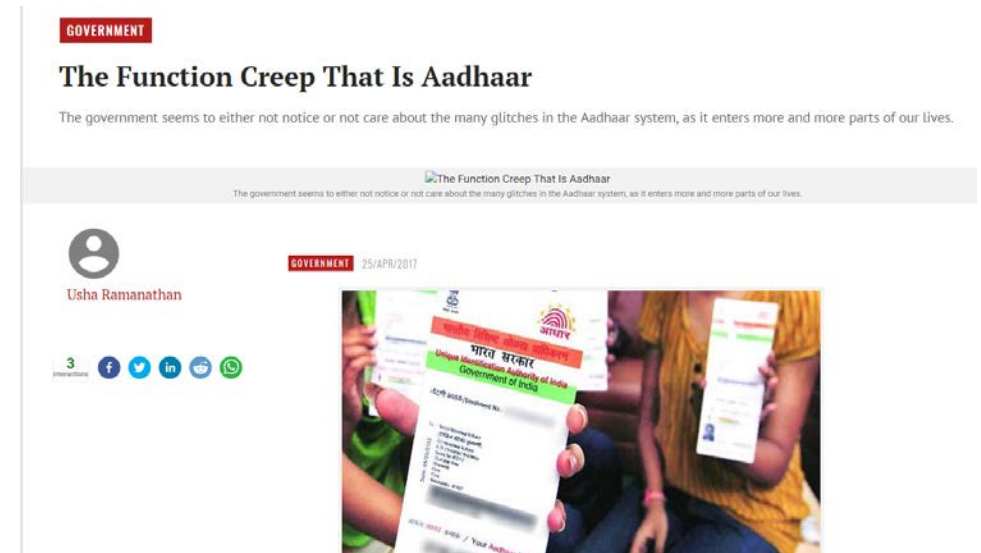 GOVERNMENT
The Function Creep That Is Aadhaar
The government seems to either not notice or not care about the many glitches in the Aadhaar system, as it enters more and more parts of our lives.
The Function Creep That Is Aadhaar
The government seems to either not notice or not care about the many glitches in the Aadhaar system, as it enters more and more parts of our lives.
Usha Ramanathan
GOVERNMENT 25/APR/2017
3
interactions
आधार
भारत सरकार
Unique Identification Authority of India
Government of India
Enrolment No.
/ Your